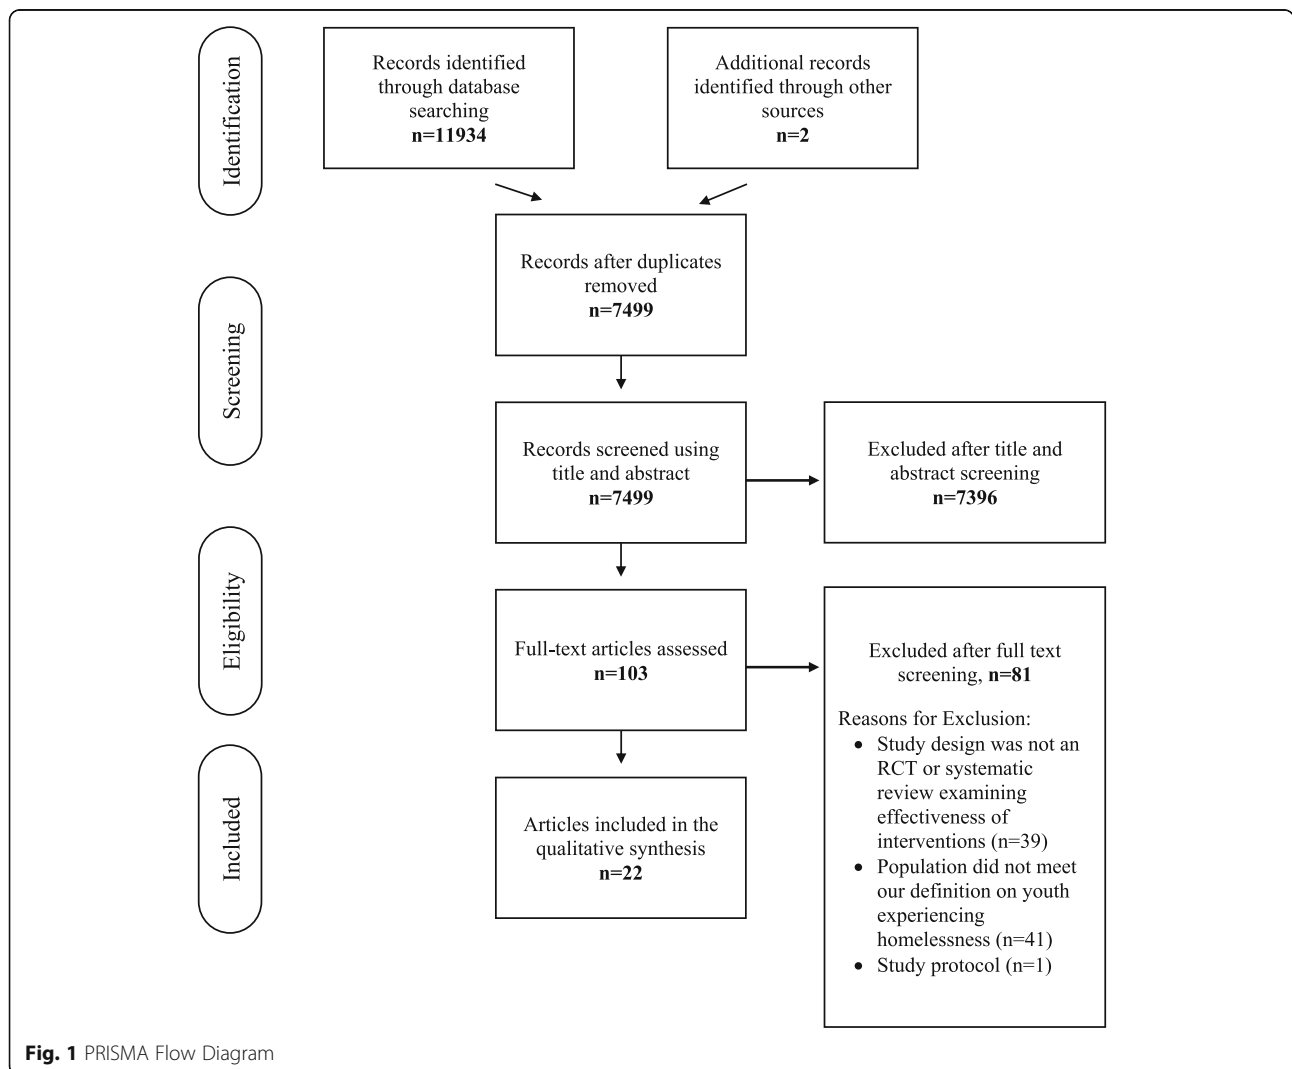 Identification
Records identified
through database
searching
n=11934
Additional records
identified through other
sources
n=2
Records after duplicates
removed
n=7499
Screening
Records screened using
title and abstract
n=7499
Excluded after title and
abstract screening
n=7396
Eligibility
Full-text articles assessed
n=103
Excluded after full text
screening, n=81
Reasons for Exclusion:
• Study design was not an
RCT or systematic
review examining
effectiveness of
interventions (n=39)
• Population did not meet
our definition on youth
experiencing
homelessness (n=41)
• Study protocol (n=1)
Included
Articles included in the
qualitative synthesis
n=22
Fig. 1 PRISMA Flow Diagram